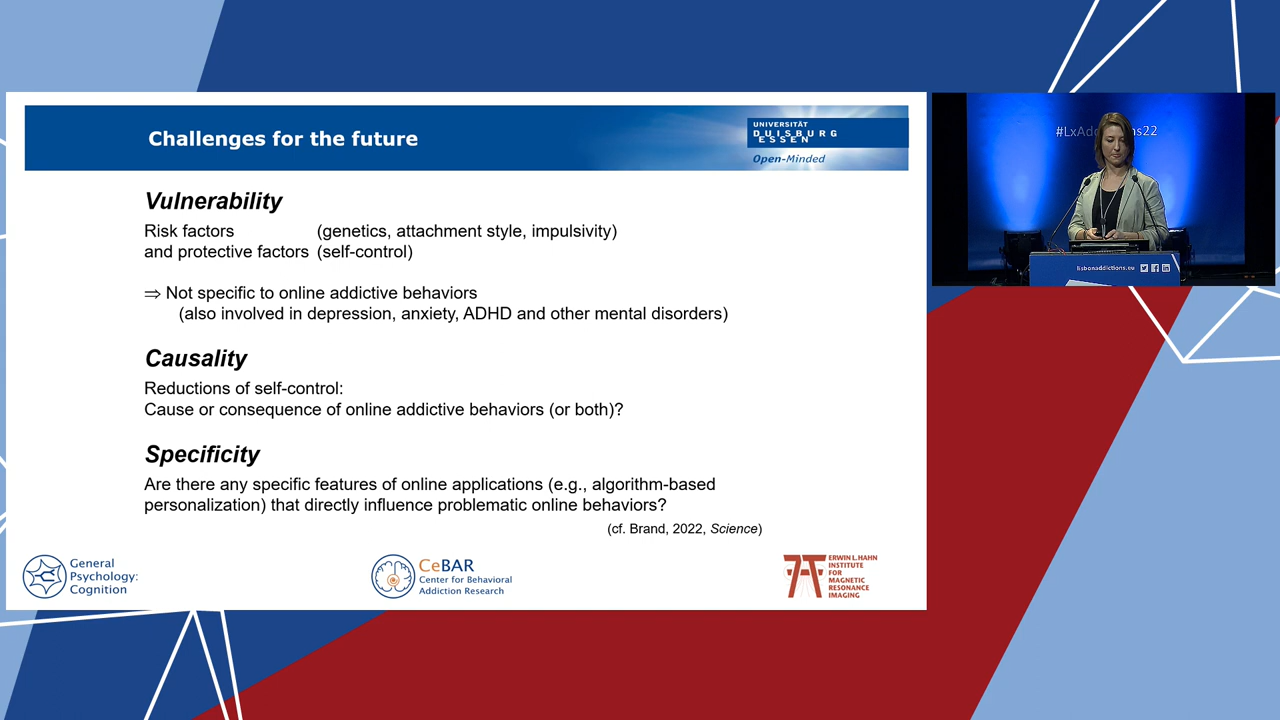 Challenges for the future
UNIVERSITÄT
DUISBURG
ESSEN
Open-Minded
Vulnerability
Risk factors (genetics, attachment style, impulsivity)
and protective factors (self-control)
⇒ Not specific to online addictive behaviors
(also involved in depression, anxiety, ADHD and other mental disorders)
Causality
Reductions of self-control:
Cause or consequence of online addictive behaviors (or both)?
Specificity
Are there any specific features of online applications (e.g., algorithm-based
personalization) that directly influence problematic online behaviors?
(cf. Brand, 2022, Science)
General
Psychology:
Cognition
CeBAR
Center for Behavioral
Addiction Research
ERWIN L. HAHN
INSTITUTE
FOR
MAGNETIC
RESONANCE
IMAGING
lisbonaddictions.eu